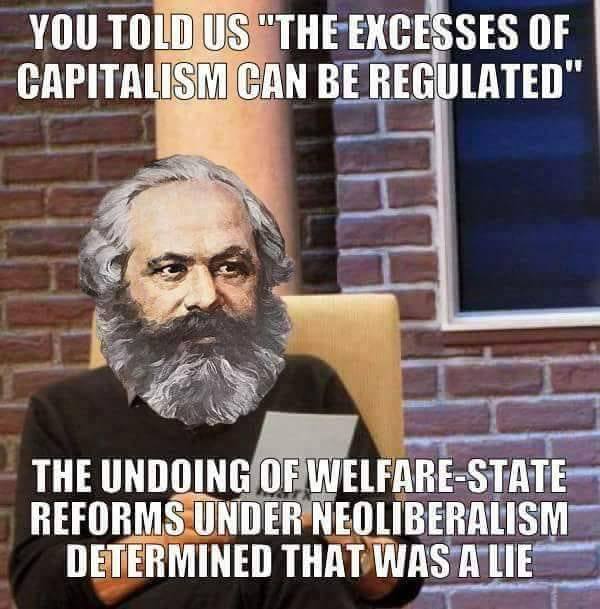 YOU TOLD US "THE EXCESSES OF
CAPITALISM CAN BE REGULATED"
THE UNDOING OF WELFARE-STATE
REFORMS UNDER NEOLIBERALISM
DETERMINED THAT WAS A LIE